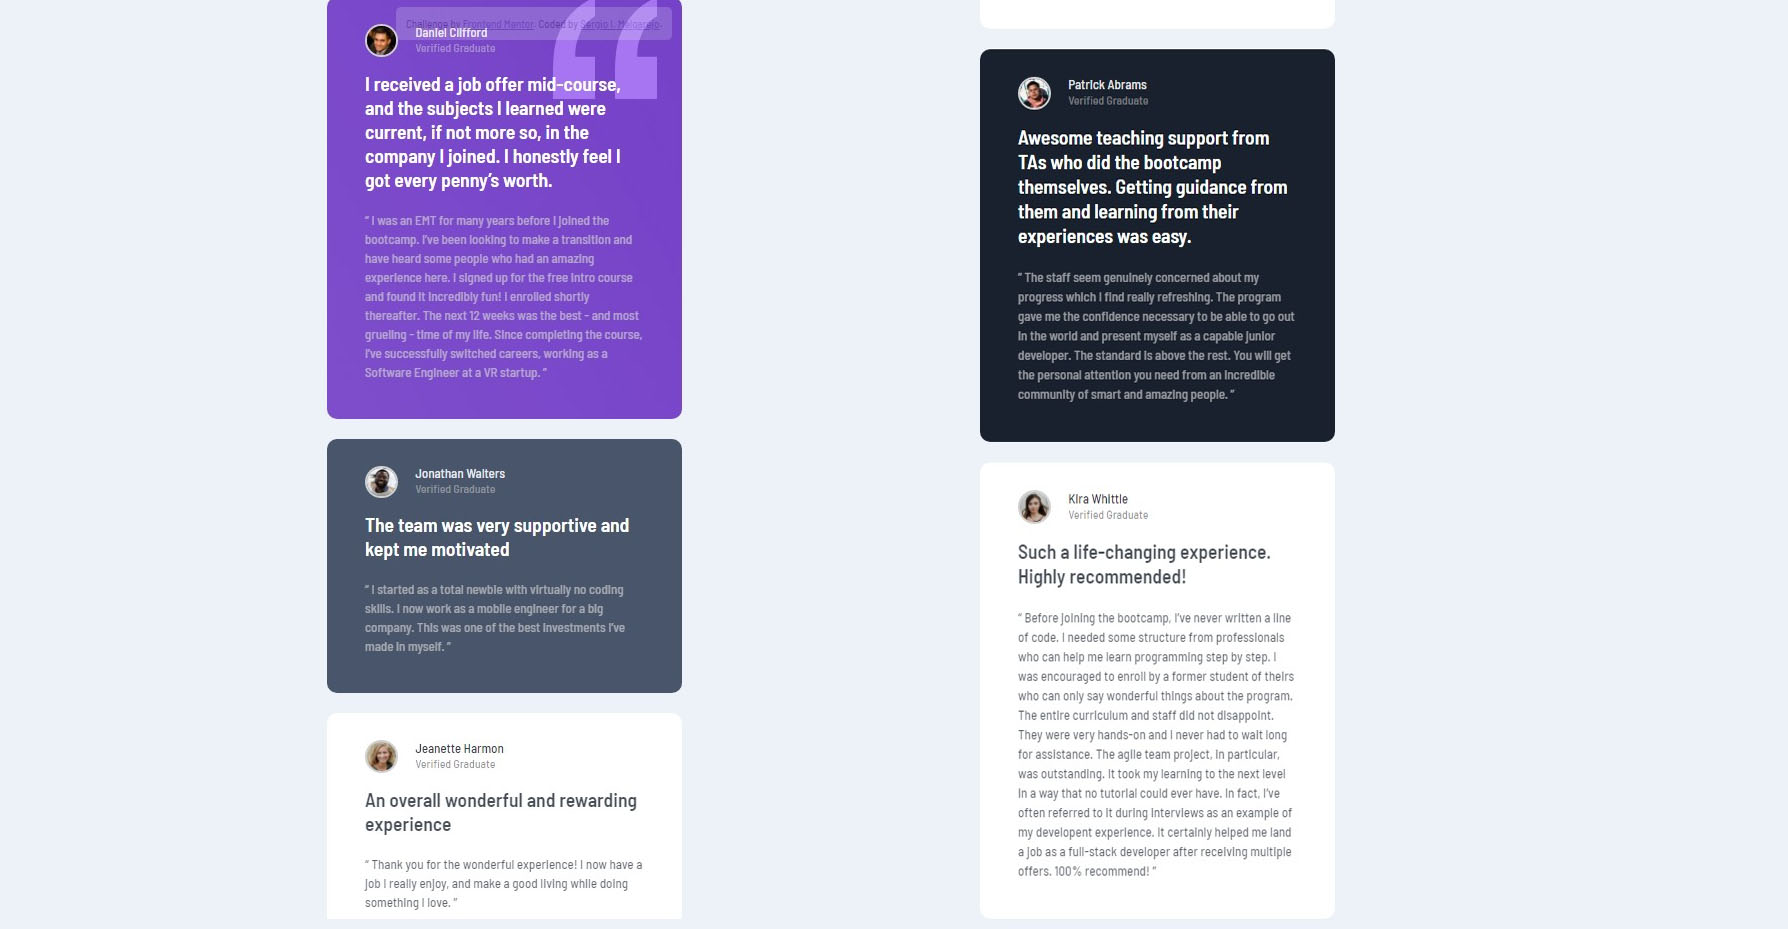 Challenge by Frontend Mentor. Coded by Sergio I. Melgarejo.
Daniel Clifford
Verified Graduate
I received a job offer mid-course,
and the subjects I learned were
current, if not more so, in the
company I joined. I honestly feel I
got every penny’s worth.
“ I was an EMT for many years before I joined the
bootcamp. I’ve been looking to make a transition and
have heard some people who had an amazing
experience here. I signed up for the free intro course
and found it incredibly fun! I enrolled shortly
thereafter. The next 12 weeks was the best - and most
grueling - time of my life. Since completing the course,
I’ve successfully switched careers, working as a
Software Engineer at a VR startup. ”
Jonathan Walters
Verified Graduate
The team was very supportive and
kept me motivated
“ I started as a total newbie with virtually no coding
skills. I now work as a mobile engineer for a big
company. This was one of the best investments I’ve
made in myself. ”
Jeanette Harmon
Verified Graduate
An overall wonderful and rewarding
experience
“ Thank you for the wonderful experience! I now have a
job I really enjoy, and make a good living while doing
something I love. ”
Patrick Abrams
Verified Graduate
Awesome teaching support from
TAs who did the bootcamp
themselves. Getting guidance from
them and learning from their
experiences was easy.
“ The staff seem genuinely concerned about my
progress which I find really refreshing. The program
gave me the confidence necessary to be able to go out
in the world and present myself as a capable junior
developer. The standard is above the rest. You will get
the personal attention you need from an incredible
community of smart and amazing people. ”
Kira Whittle
Verified Graduate
Such a life-changing experience.
Highly recommended!
“ Before joining the bootcamp, I’ve never written a line
of code. I needed some structure from professionals
who can help me learn programming step by step. I
was encouraged to enroll by a former student of theirs
who can only say wonderful things about the program.
The entire curriculum and staff did not disappoint.
They were very hands-on and I never had to wait long
for assistance. The agile team project, in particular,
was outstanding. It took my learning to the next level
in a way that no tutorial could ever have. In fact, I’ve
often referred to it during interviews as an example of
my developent experience. It certainly helped me land
a job as a full-stack developer after receiving multiple
offers. 100% recommend! ”